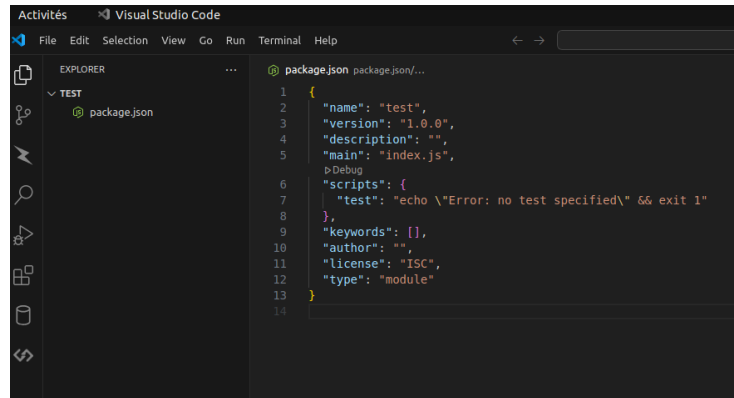 Activités Visual Studio Code
File Edit Selection View Go Run Terminal Help
EXPLORER ...
TEST
package.json
package.json package.json/...
1 {
2 "name": "test",
3 "version": "1.0.0",
4 "description": "",
5 "main": "index.js",
Debug
6 "scripts": {
7 "test": "echo \"Error: no test specified\" && exit 1"
8 },
9 "keywords": [],
10 "author": "",
11 "license": "ISC",
12 "type": "module"
13 }
14